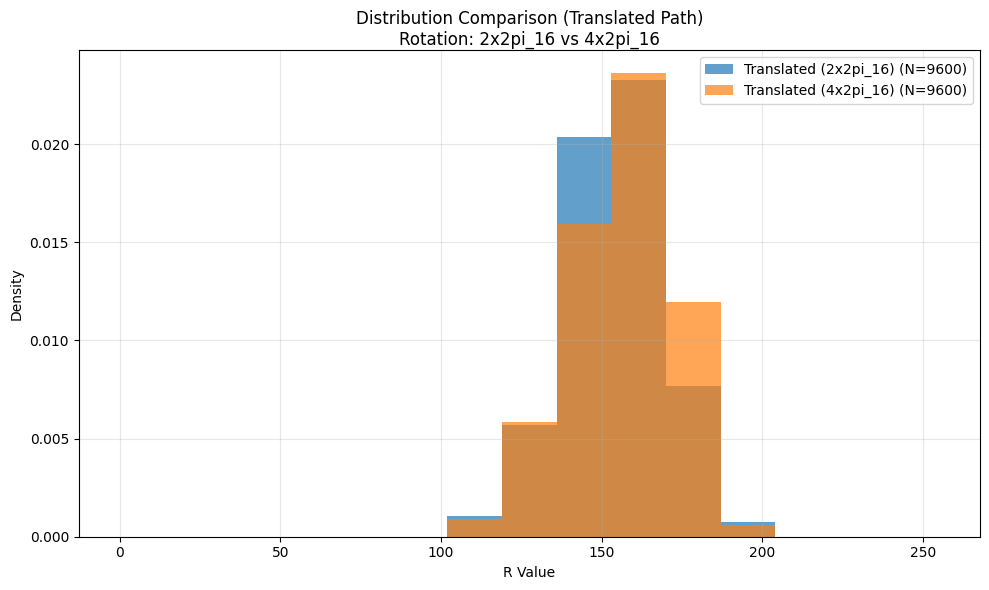 Distribution Comparison (Translated Path)
Rotation: 2x2pi_16 vs 4x2pi_16
Translated (2x2pi_16) (N=9600)
Translated (4x2pi_16) (N=9600)
Density
0.020
0.015
0.010
0.005
0.000
0 50 100 150 200 250
R Value